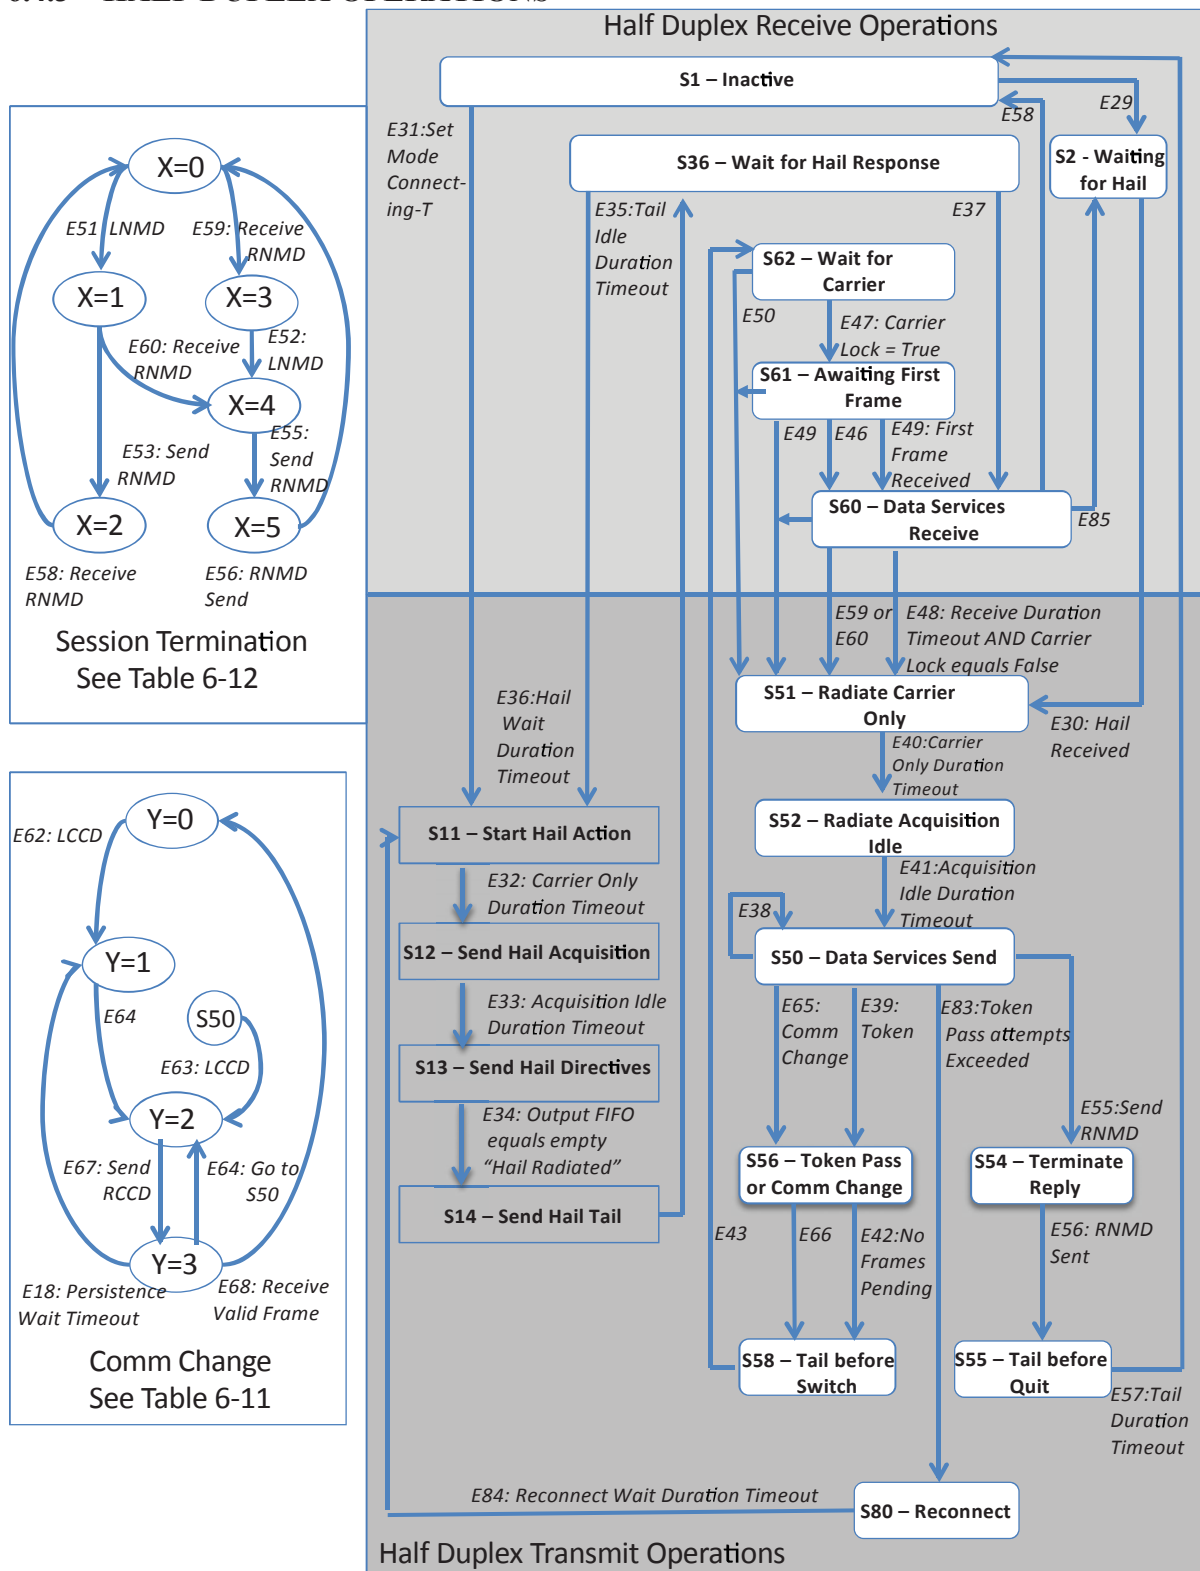 Half Duplex Receive Operations
S1 – Inactive
E31:Set
Mode
Connect-
ing-T
E58
E29
S36 – Wait for Hail Response
S2 - Waiting
for Hail
E35:Tail
Idle
Duration
Timeout
E37
S62 – Wait for
Carrier
E50
E47: Carrier
Lock = True
S61 – Awaiting First
Frame
E49
E46
E49: First
Frame
Received
S60 – Data Services
Receive
E85
X=0
E51: LNMD
E59: Receive
RNMD
X=1
X=3
E60: Receive
RNMD
E52:
LNMD
X=4
E53: Send
RNMD
E55:
Send
RNMD
X=2
X=5
E58: Receive
RNMD
E56: RNMD
Send
Session Termination
See Table 6-12
E59 or
E60
E48: Receive Duration
Timeout AND Carrier
Lock equals False
S51 – Radiate Carrier
Only
E36:Hail
Wait
Duration
Timeout
E30: Hail
Received
E40:Carrier
Only Duration
Timeout
S11 – Start Hail Action
S52 – Radiate Acquisition
Idle
E32: Carrier Only
Duration Timeout
E41:Acquisition
Idle Duration
Timeout
E38
S12 – Send Hail Acquisition
S50 – Data Services Send
E33: Acquisition Idle
Duration Timeout
E65:
Comm
Change
E39:
Token
E83:Token
Pass attempts
Exceeded
S13 – Send Hail Directives
E34: Output FIFO
equals empty
“Hail Radiated”
E55:Send
RNMD
S56 – Token Pass
or Comm Change
S54 – Terminate
Reply
S14 – Send Hail Tail
E43
E66
E42:No
Frames
Pending
E56: RNMD
Sent
S58 – Tail before
Switch
S55 – Tail before
Quit
E57:Tail
Duration
Timeout
E84: Reconnect Wait Duration Timeout
S80 – Reconnect
Half Duplex Transmit Operations
Y=0
E62: LCCD
Y=1
E64
S50
E63: LCCD
Y=2
E67: Send
RCCD
E64: Go to
S50
Y=3
E18: Persistence
Wait Timeout
E68: Receive
Valid Frame
Comm Change
See Table 6-11